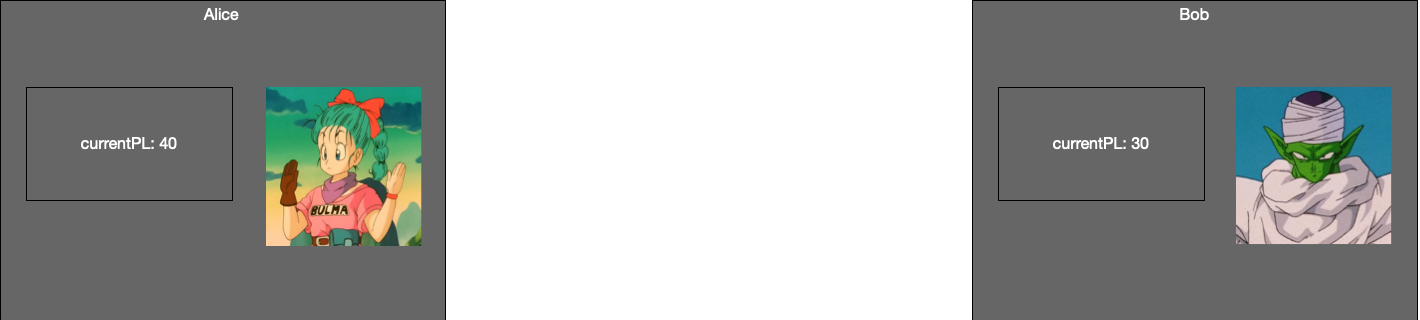 Alice
currentPL: 40
BULMA
Bob
currentPL: 30